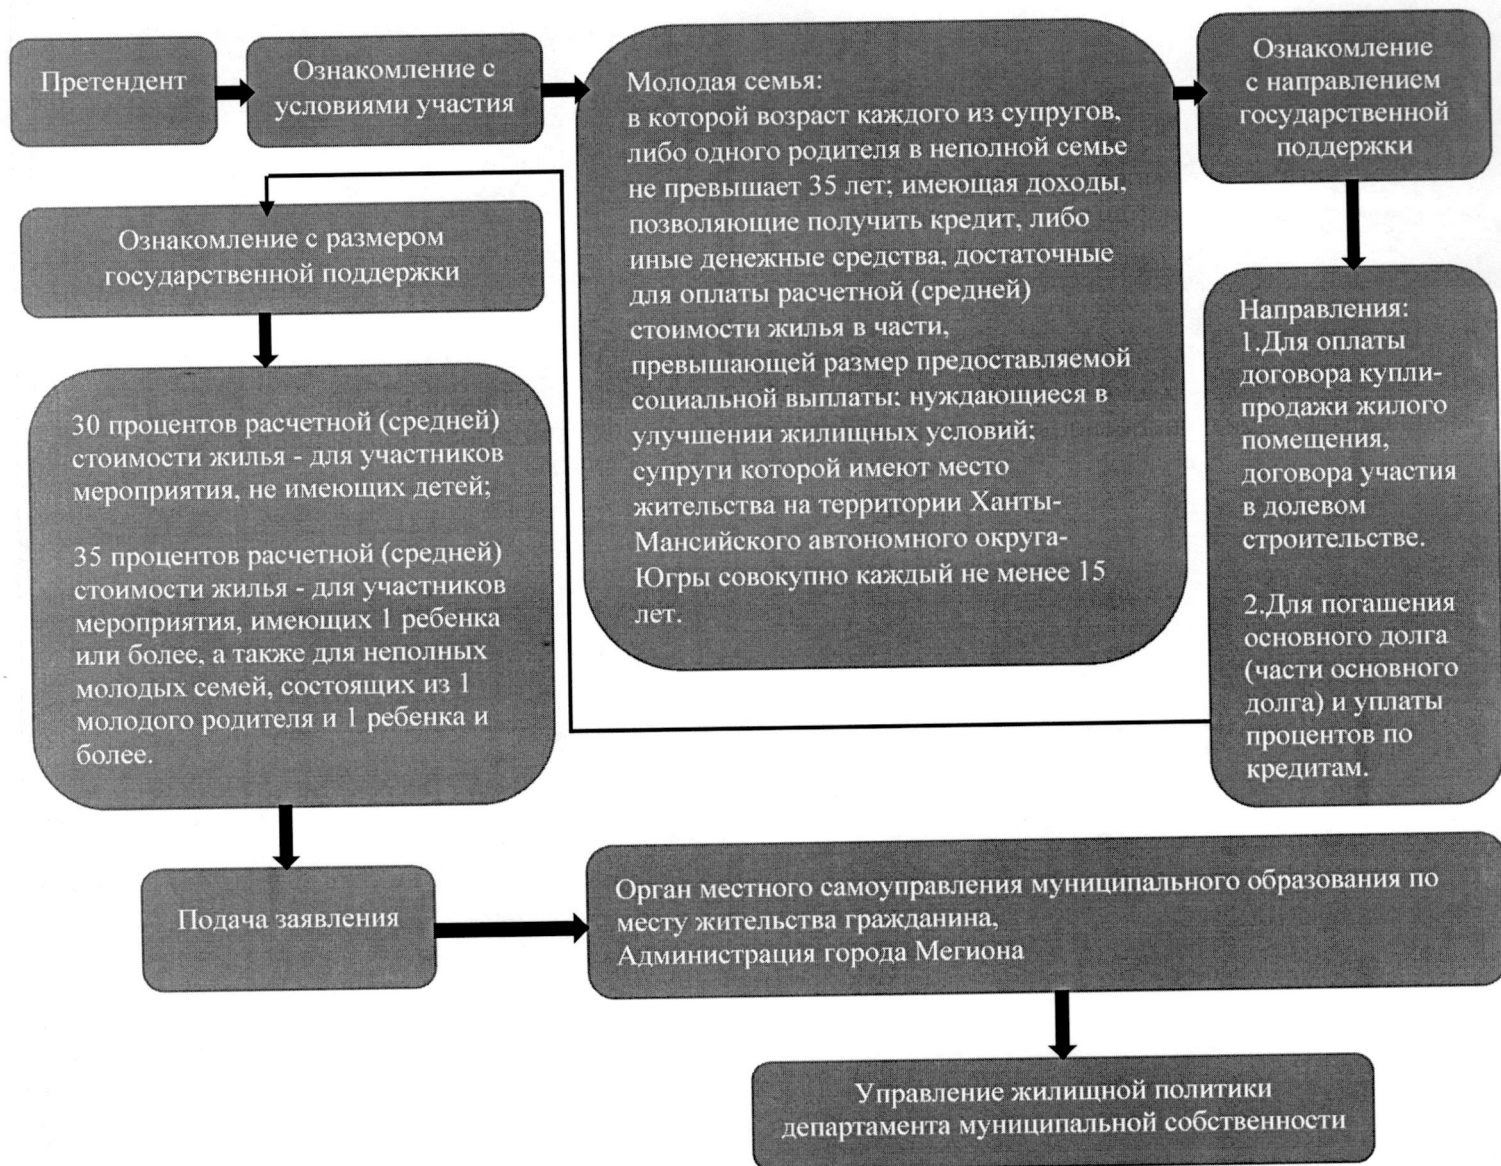 Претендент
Ознакомление с
условиями участия
Молодая семья:
в которой возраст каждого из супругов,
либо одного родителя в неполной семье
не превышает 35 лет; имеющая доходы,
позволяющие получить кредит, либо
иные денежные средства, достаточные
для оплаты расчетной (средней)
стоимости жилья в части,
превышающей размер предоставляемой
социальной выплаты; нуждающиеся в
улучшении жилищных условий;
супруги которой имеют место
жительства на территории Ханты-
Мансийского автономного округа-
Югры совокупно каждый не менее 15
лет.
Ознакомление
с направлением
государственной
поддержки
Направления:
1.Для оплаты
договора купли-
продажи жилого
помещения,
договора участия
в долевом
строительстве.
2.Для погашения
основного долга
(части основного
долга) и уплаты
процентов по
кредитам.
Ознакомление с размером
государственной поддержки
30 процентов расчетной (средней)
стоимости жилья - для участников
мероприятия, не имеющих детей;
35 процентов расчетной (средней)
стоимости жилья - для участников
мероприятия, имеющих 1 ребенка
или более, а также для неполных
молодых семей, состоящих из 1
молодого родителя и 1 ребенка и
более.
Подача заявления
Орган местного самоуправления муниципального образования по
месту жительства гражданина,
Администрация города Мегиона
Управление жилищной политики
департамента муниципальной собственности